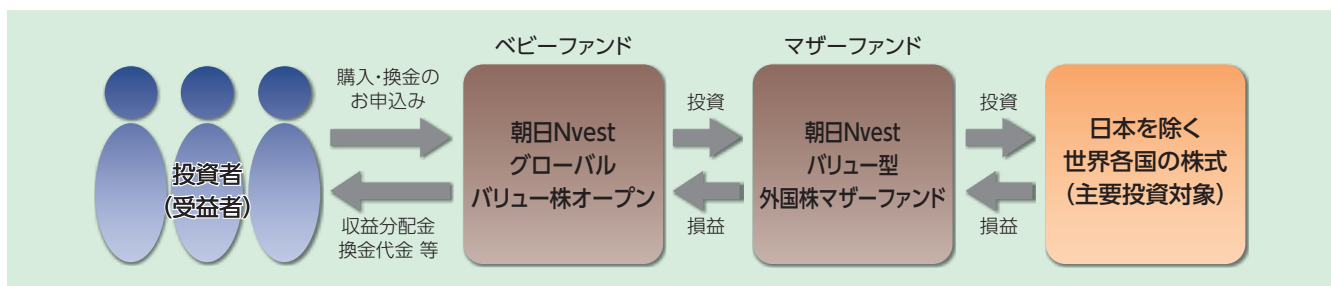 ベビーファンド
マザーファンド
購入・換金の
お申込み
投資者
（受益者）
収益分配金
換金代金 等
朝日Nvest
グローバル
バリュー株オープン
投資
損益
朝日Nvest
バリュー型
外国株マザーファンド
投資
損益
日本を除く
世界各国の株式
（主要投資対象）